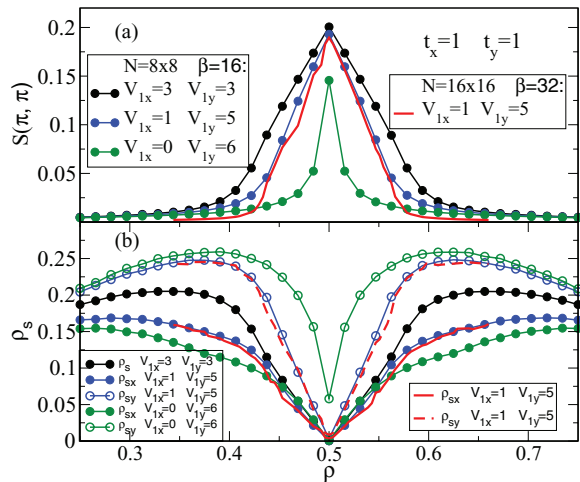 (a)
t_x=1 t_y=1
N=8x8 β=16:
V_1x=3 V_1y=3
V_1x=1 V_1y=5
V_1x=0 V_1y=6
N=16x16 β=32:
V_1x=1 V_1y=5
S(π, π)
0.2
0.15
0.1
0.05
(b)
ρ_s
0.25
0.2
0.15
0.1
0.05
0
ρ_s V_1x=3 V_1y=3
ρ_sx V_1x=1 V_1y=5
ρ_sy V_1x=1 V_1y=5
ρ_sx V_1x=0 V_1y=6
ρ_sy V_1x=0 V_1y=6
ρ_sx V_1x=1 V_1y=5
ρ_sy V_1x=1 V_1y=5
0.3 0.4 0.5 0.6 0.7
ρ